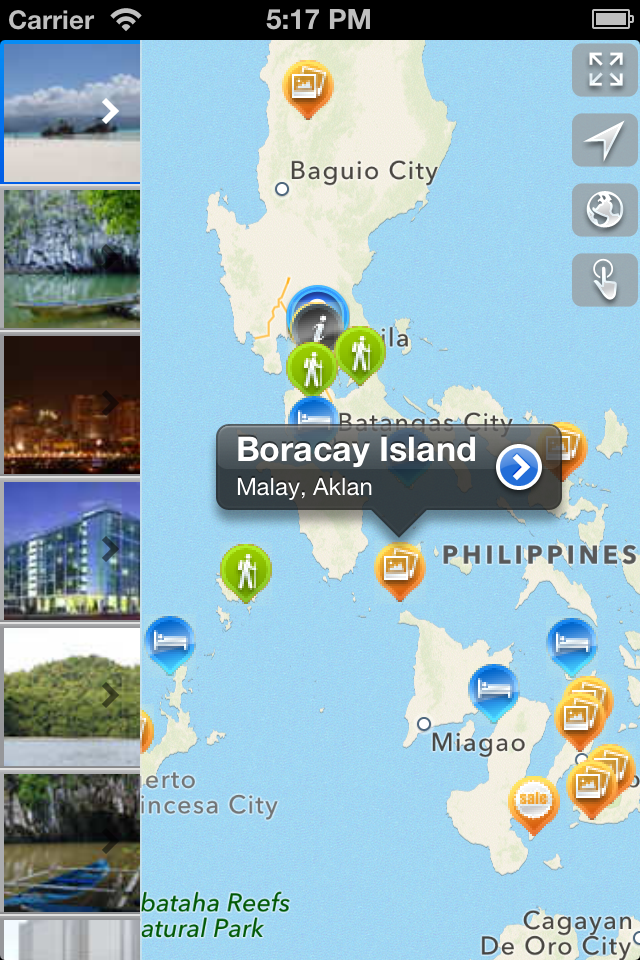 Carrier
5:17 PM
Baguio City
ila
Batangas City
Boracay Island
Malay, Aklan
PHILIPPINES
Miagao
erto
incesa City
sale
bataha Reefs
atural Park
Cagayan
De Oro City